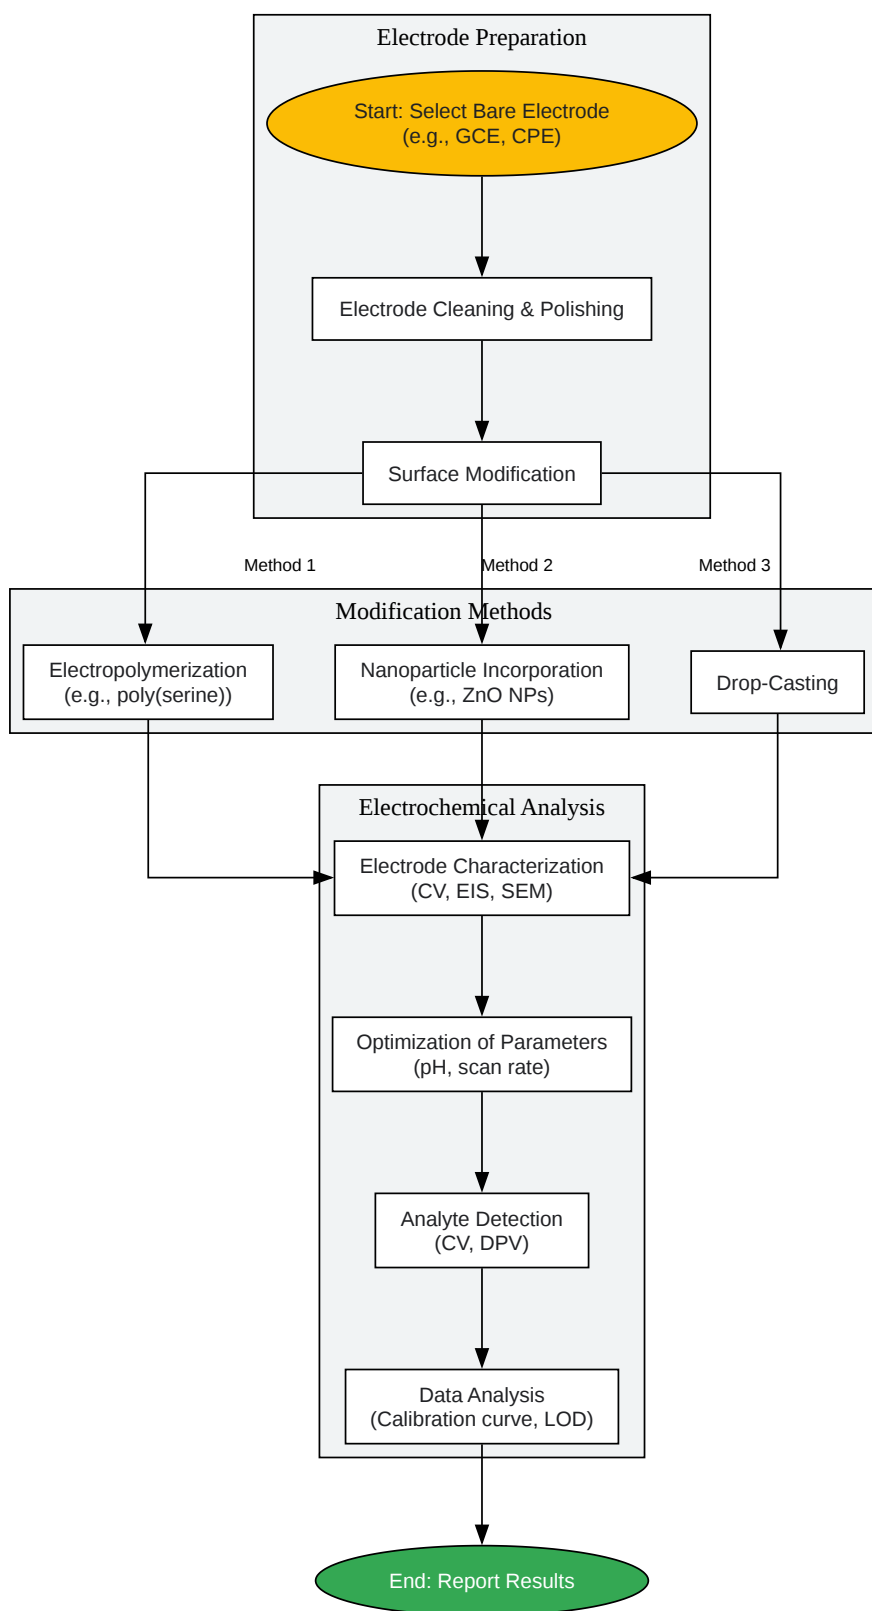 Electrode Preparation
Start: Select Bare Electrode
(e.g., GCE, CPE)
Electrode Cleaning & Polishing
Surface Modification
Method 1
Method 2
Method 3
Modification Methods
Electropolymerization
(e.g., poly(serine))
Nanoparticle Incorporation
(e.g., ZnO NPs)
Drop-Casting
Electrochemical Analysis
Electrode Characterization
(CV, EIS, SEM)
Optimization of Parameters
(pH, scan rate)
Analyte Detection
(CV, DPV)
Data Analysis
(Calibration curve, LOD)
End: Report Results